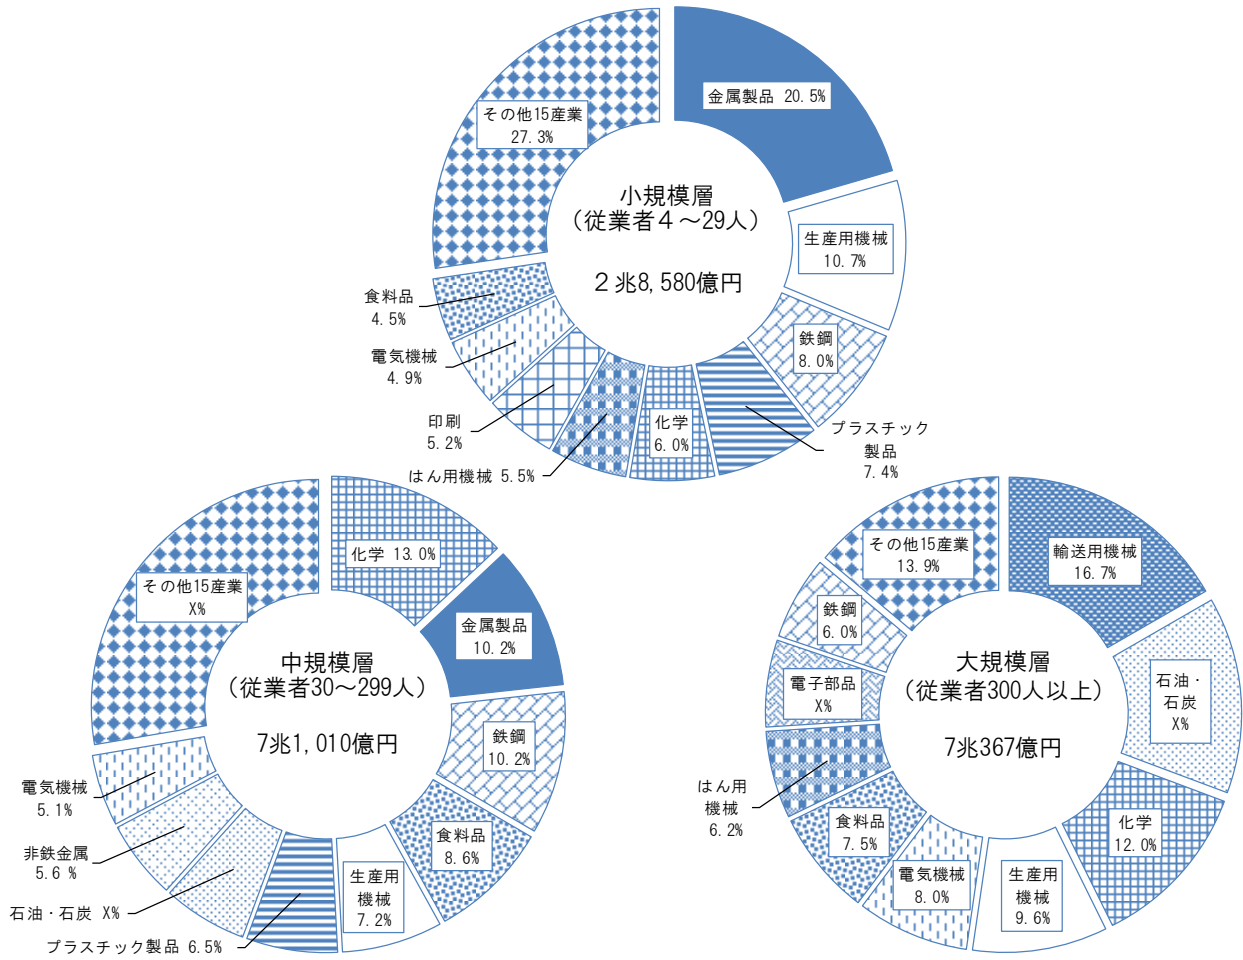 金属製品 20.5%
その他15産業
27.3%
小規模層
（従業者４～29人）
２兆8,580億円
生産用機械
10.7%
食料品
4.5%
鉄鋼
8.0%
電気機械
4.9%
印刷
5.2%
化学
6.0%
プラスチック
製品
7.4%
はん用機械 5.5%
化学 13.0%
その他15産業
X%
金属製品
10.2%
中規模層
（従業者30～299人）
7兆1,010億円
鉄鋼
10.2%
電気機械
5.1%
食料品
8.6%
非鉄金属
5.6 %
生産用
機械
7.2%
石油・石炭 X%
プラスチック製品 6.5%
その他15産業
13.9%
輸送用機械
16.7%
鉄鋼
6.0%
大規模層
（従業者300人以上）
7兆367億円
電子部品
X%
石油・
石炭
X%
はん用
機械
6.2%
食料品
7.5%
化学
12.0%
電気機械
8.0%
生産用
機械
9.6%